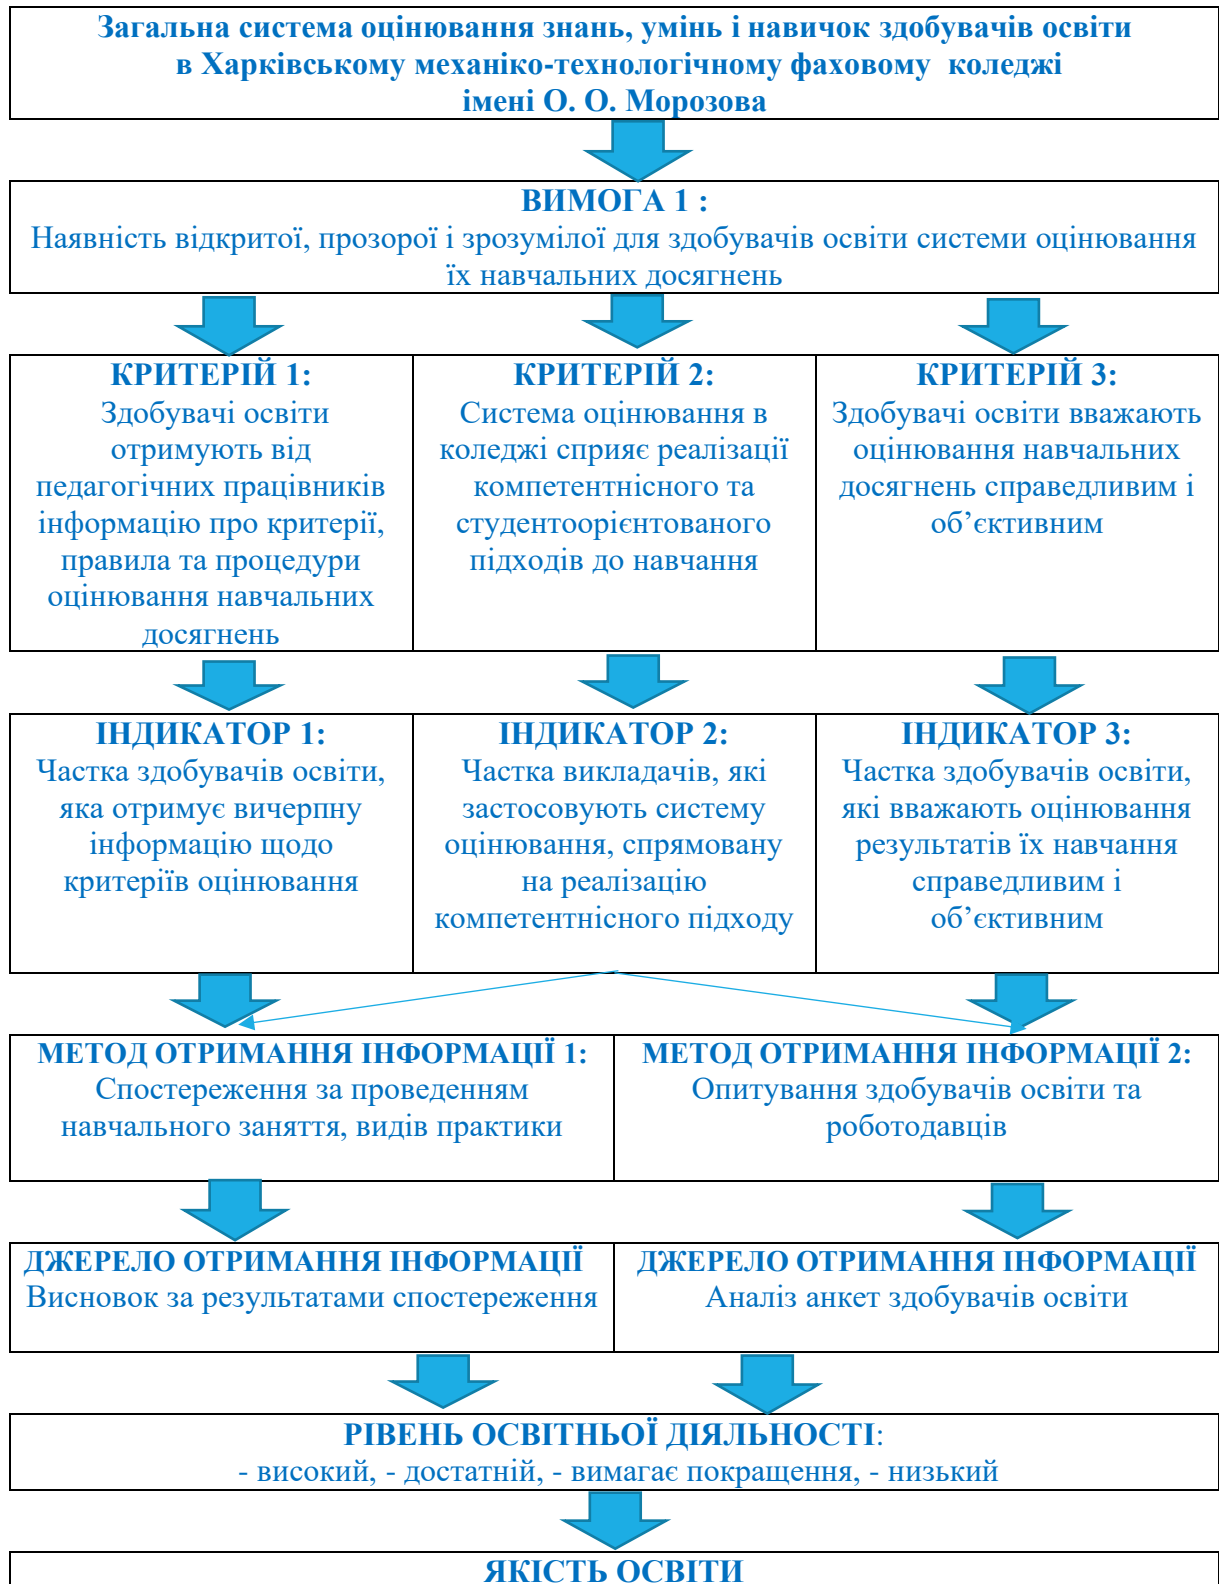 Загальна система оцінювання знань, умінь і навичок здобувачів освіти
в Харківському механіко-технологічному фаховому коледжі
імені О. О. Морозова
ВИМОГА 1 :
Наявність відкритої, прозорої і зрозумілої для здобувачів освіти системи оцінювання
їх навчальних досягнень
КРИТЕРІЙ 1:
Здобувачі освіти
отримують від
педагогічних працівників
інформацію про критерії,
правила та процедури
оцінювання навчальних
досягнень
КРИТЕРІЙ 2:
Система оцінювання в
коледжі сприяє реалізації
компетентнісного та
студентоорієнтованого
підходів до навчання
КРИТЕРІЙ 3:
Здобувачі освіти вважають
оцінювання навчальних
досягнень справедливим і
об’єктивним
ІНДИКАТОР 1:
Частка здобувачів освіти,
яка отримує вичерпну
інформацію щодо
критеріїв оцінювання
ІНДИКАТОР 2:
Частка викладачів, які
застосовують систему
оцінювання, спрямовану
на реалізацію
компетентнісного підходу
ІНДИКАТОР 3:
Частка здобувачів освіти,
які вважають оцінювання
результатів їх навчання
справедливим і
об’єктивним
МЕТОД ОТРИМАННЯ ІНФОРМАЦІЇ 1:
Спостереження за проведенням
навчального заняття, видів практики
МЕТОД ОТРИМАННЯ ІНФОРМАЦІЇ 2:
Опитування здобувачів освіти та
роботодавців
ДЖЕРЕЛО ОТРИМАННЯ ІНФОРМАЦІЇ
Висновок за результатами спостереження
ДЖЕРЕЛО ОТРИМАННЯ ІНФОРМАЦІЇ
Аналіз анкет здобувачів освіти
РІВЕНЬ ОСВІТНЬОЇ ДІЯЛЬНОСТІ:
- високий, - достатній, - вимагає покращення, - низький
ЯКІСТЬ ОСВІТИ